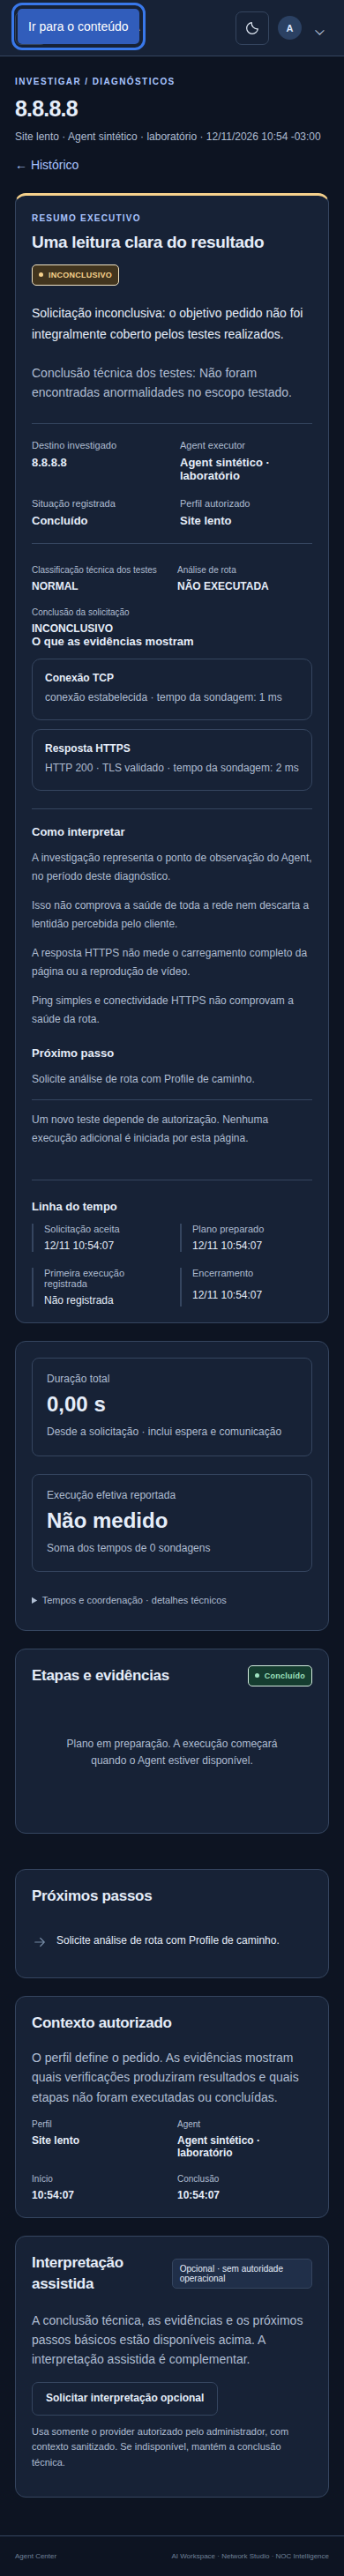 Ir para o conteúdo
A
INVESTIGAR / DIAGNÓSTICOS
8.8.8.8
Site lento · Agent sintético · laboratório · 12/11/2026 10:54 -03:00
← Histórico
RESUMO EXECUTIVO
Uma leitura clara do resultado
INCONCLUSIVO
Solicitação inconclusiva: o objetivo pedido não foi
integralmente coberto pelos testes realizados.
Conclusão técnica dos testes: Não foram
encontradas anormalidades no escopo testado.
Destino investigado
8.8.8.8
Agent executor
Agent sintético ·
laboratório
Situação registrada
Concluído
Perfil autorizado
Site lento
Classificação técnica dos testes
NORMAL
Análise de rota
NÃO EXECUTADA
Conclusão da solicitação
INCONCLUSIVO
O que as evidências mostram
Conexão TCP
conexão estabelecida · tempo da sondagem: 1 ms
Resposta HTTPS
HTTP 200 · TLS validado · tempo da sondagem: 2 ms
Como interpretar
A investigação representa o ponto de observação do Agent,
no período deste diagnóstico.
Isso não comprova a saúde de toda a rede nem descarta a
lentidão percebida pelo cliente.
A resposta HTTPS não mede o carregamento completo da
página ou a reprodução de vídeo.
Ping simples e conectividade HTTPS não comprovam a
saúde da rota.
Próximo passo
Solicite análise de rota com Profile de caminho.
Um novo teste depende de autorização. Nenhuma
execução adicional é iniciada por esta página.
Linha do tempo
Solicitação aceita
12/11 10:54:07
Plano preparado
12/11 10:54:07
Primeira execução
registrada
Não registrada
Encerramento
12/11 10:54:07
Duração total
0,00 s
Desde a solicitação · inclui espera e comunicação
Execução efetiva reportada
Não medido
Soma dos tempos de 0 sondagens
Tempos e coordenação · detalhes técnicos
Etapas e evidências
Concluído
Plano em preparação. A execução começará
quando o Agent estiver disponível.
Próximos passos
→ Solicite análise de rota com Profile de caminho.
Contexto autorizado
O perfil define o pedido. As evidências mostram
quais verificações produziram resultados e quais
etapas não foram executadas ou concluídas.
Perfil
Site lento
Agent
Agent sintético ·
laboratório
Início
10:54:07
Conclusão
10:54:07
Interpretação
assistida
Opcional · sem autoridade
operacional
A conclusão técnica, as evidências e os próximos
passos básicos estão disponíveis acima. A
interpretação assistida é complementar.
Solicitar interpretação opcional
Usa somente o provider autorizado pelo administrador, com
contexto sanitizado. Se indisponível, mantém a conclusão
técnica.
Agent Center
AI Workspace · Network Studio · NOC Intelligence